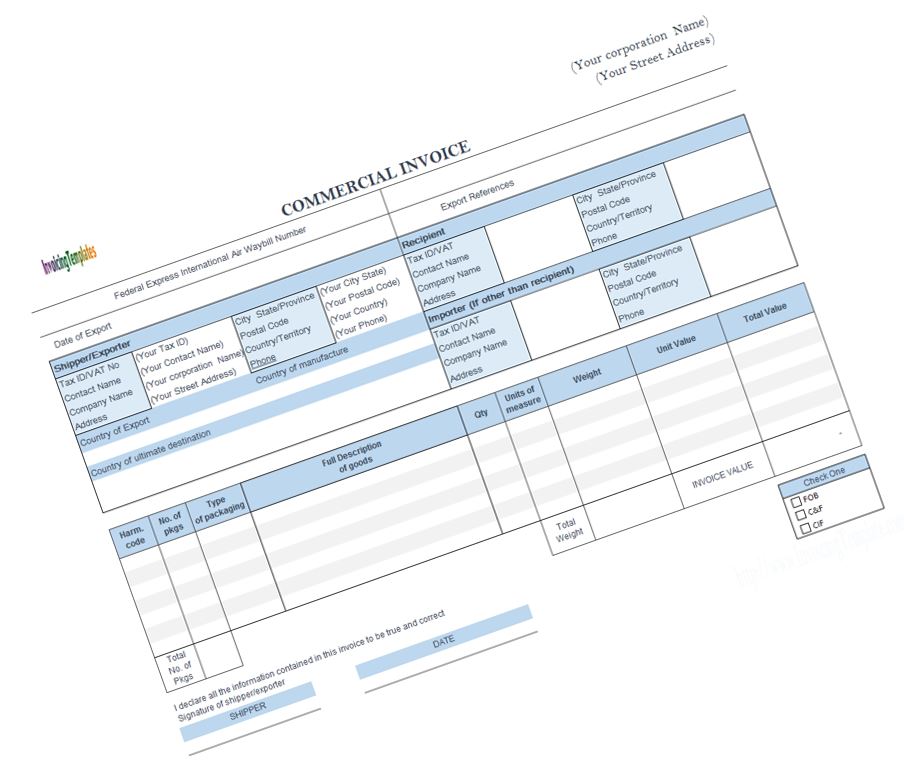 (Your corporation Name)
(Your Street Address)
COMMERCIAL INVOICE
InvoicingTemplates
Federal Express International Air Waybill Number
Export References
Date of Export
Shipper/Exporter
Tax ID/VAT No
(Your Tax ID)
City State/Province
(Your City State)
Contact Name
(Your Contact Name)
Postal Code
(Your Postal Code)
Company Name
(Your corporation Name)
Country/Territory
(Your Country)
Address
(Your Street Address)
Phone
(Your Phone)
Recipient
Tax ID/VAT
City State/Province
Contact Name
Postal Code
Company Name
Country/Territory
Address
Phone
Country of Export
Country of manufacture
Country of ultimate destination
Importer (If other than recipient)
Tax ID/VAT
City State/Province
Contact Name
Postal Code
Company Name
Country/Territory
Address
Phone
Harm. code
No. of pkgs
Type of packaging
Full Description of goods
Qty
Units of measure
Weight
Unit Value
Total Value
Total No. of Pkgs
Total Weight
INVOICE VALUE
-
Check One
FOB
C&F
CIF
I declare all the information contained in this invoice to be true and correct
Signature of shipper/exporter
SHIPPER
DATE